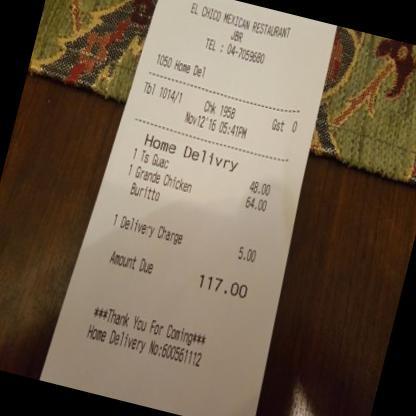 EL CHICO MEXICAN RESTAURANT
JBR
TEL : 04-7059680
1050 Home Del
Tbl 1014/1 Chk 1958 Gst 0
Nov12'16 05:41PM
Home Delivry
1 Ts Guac 48.00
1 Grande Chicken 64.00
Buritto
1 Delivery Charge 5.00
Amount Due 117.00
***Thank You For Coming***
Home Delivery No:600561112